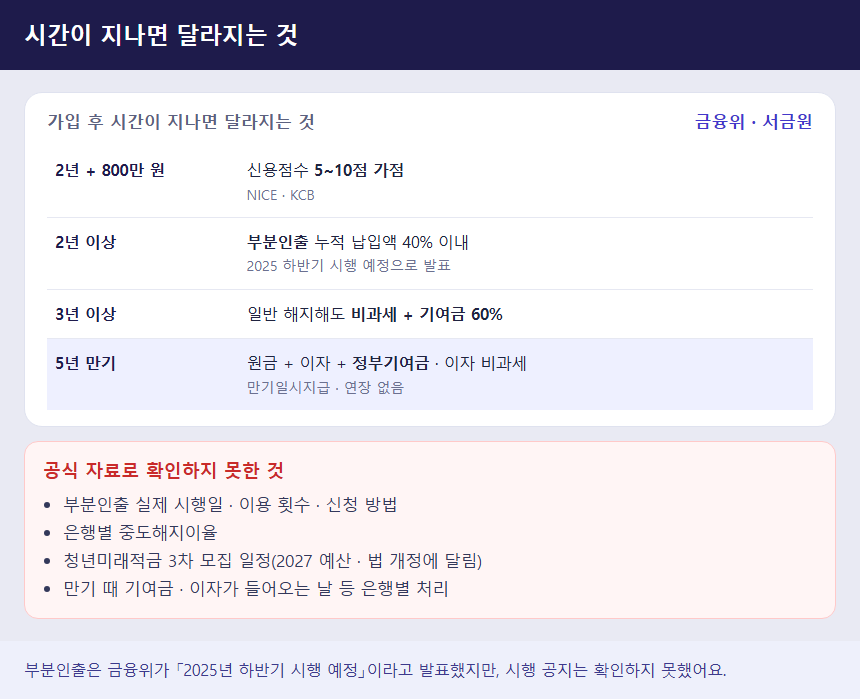 시간이 지나면 달라지는 것
가입 후 시간이 지나면 달라지는 것
금융위 · 서금원
2년 + 800만 원
신용점수 5~10점 가점
NICE · KCB
2년 이상
부분인출 누적 납입액 40% 이내
2025 하반기 시행 예정으로 발표
3년 이상
일반 해지해도 비과세 + 기여금 60%
5년 만기
원금 + 이자 + 정부기여금 · 이자 비과세
만기일시지급 · 연장 없음
공식 자료로 확인하지 못한 것
• 부분인출 실제 시행일 · 이용 횟수 · 신청 방법
• 은행별 중도해지이율
• 청년미래적금 3차 모집 일정(2027 예산 · 법 개정에 달림)
• 만기 때 기여금 · 이자가 들어오는 날 등 은행별 처리
부분인출은 금융위가 「2025년 하반기 시행 예정」이라고 발표했지만, 시행 공지는 확인하지 못했어요.